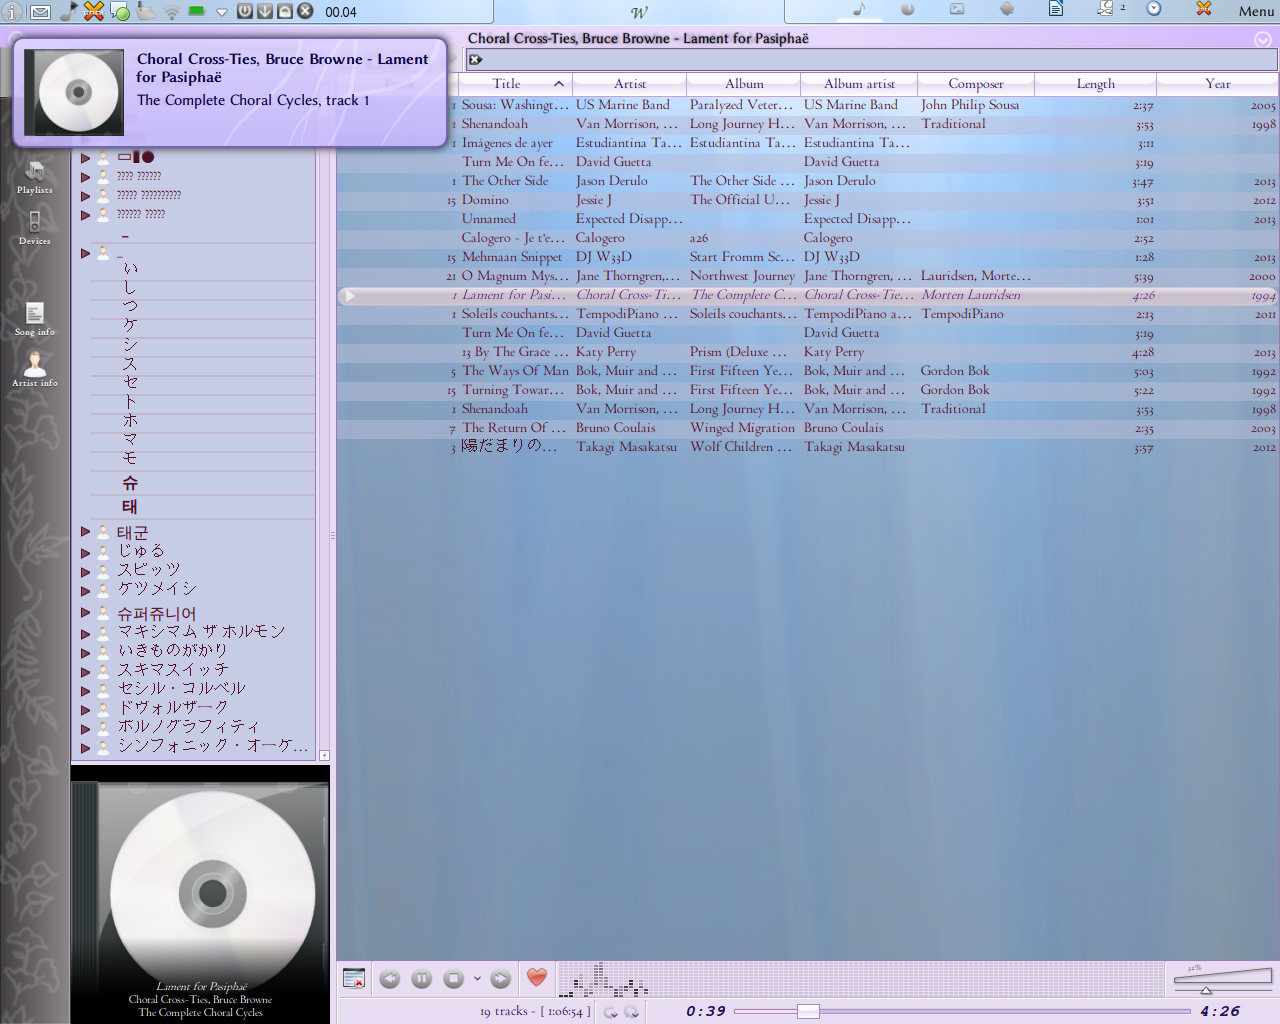 00.04
W
2
Menu
Choral Cross-Ties, Bruce Browne - Lament for Pasiphaë
Choral Cross-Ties, Bruce Browne - Lament
for Pasiphaë
The Complete Choral Cycles, track 1
Title Artist Album Album artist Composer Length Year
1 Sousa: Washingt... US Marine Band Paralyzed Veter... US Marine Band John Philip Sousa 2:37 2005
1 Shenandoah Van Morrison, ... Long Journey H... Van Morrison, ... Traditional 3:53 1998
1 Imágenes de ayer Estudiantina Ta... Estudiantina Ta... Estudiantina Ta... 3:11
Turn Me On fe... David Guetta David Guetta 3:19
1 The Other Side Jason Derulo The Other Side ... Jason Derulo 3:47 2013
15 Domino Jessie J The Official U... Jessie J 3:51 2012
Unnamed Expected Disapp... Expected Disapp... 1:01 2013
Calogero - Je t'e... Calogero a26 Calogero 2:52
15 Mehmaan Snippet DJ W33D Start Fromm Sc... DJ W33D 1:28 2013
21 O Magnum Mys... Jane Thorngren,... Northwest Journey Jane Thorngren, ... Lauridsen, Morte... 5:39 2000
1 Lament for Pasi... Choral Cross-Ti... The Complete C... Choral Cross-Tie... Morten Lauridsen 4:26 1994
1 Soleils couchants... TempodiPiano ... Soleils couchants... TempodiPiano a... TempodiPiano 2:13 2011
Turn Me On fe... David Guetta David Guetta 3:19
13 By The Grace ... Katy Perry Prism (Deluxe ... Katy Perry 4:28 2013
5 The Ways Of Man Bok, Muir and ... First Fifteen Ye... Bok, Muir and ... Gordon Bok 5:03 1992
15 Turning Towar... Bok, Muir and ... First Fifteen Ye... Bok, Muir and ... Gordon Bok 5:22 1992
1 Shenandoah Van Morrison, ... Long Journey H... Van Morrison, ... Traditional 3:53 1998
7 The Return Of ... Bruno Coulais Winged Migration Bruno Coulais 2:35 2003
3 陽だまりの... Takagi Masakatsu Wolf Children ... Takagi Masakatsu 3:57 2012
Playlists
Devices
Song info
Artist info
???? ??????
????? ??????????
?????? ?????
_
_
い
し
つ
ケ
シ
ス
セ
ト
ホ
マ
モ
슈
태
태군
じゅる
スピッツ
ケツメイシ
슈퍼쥬니어
マキシマム ザ ホルモン
いきものがかり
スキマスイッチ
セシル・コルベル
ドヴォルザーク
ポルノグラフィティ
シンフォニック・オーケ...
Lament for Pasiphaë
Choral Cross-Ties, Bruce Browne
The Complete Choral Cycles
19 tracks - [ 1:06:54 ]
0:39
4:26